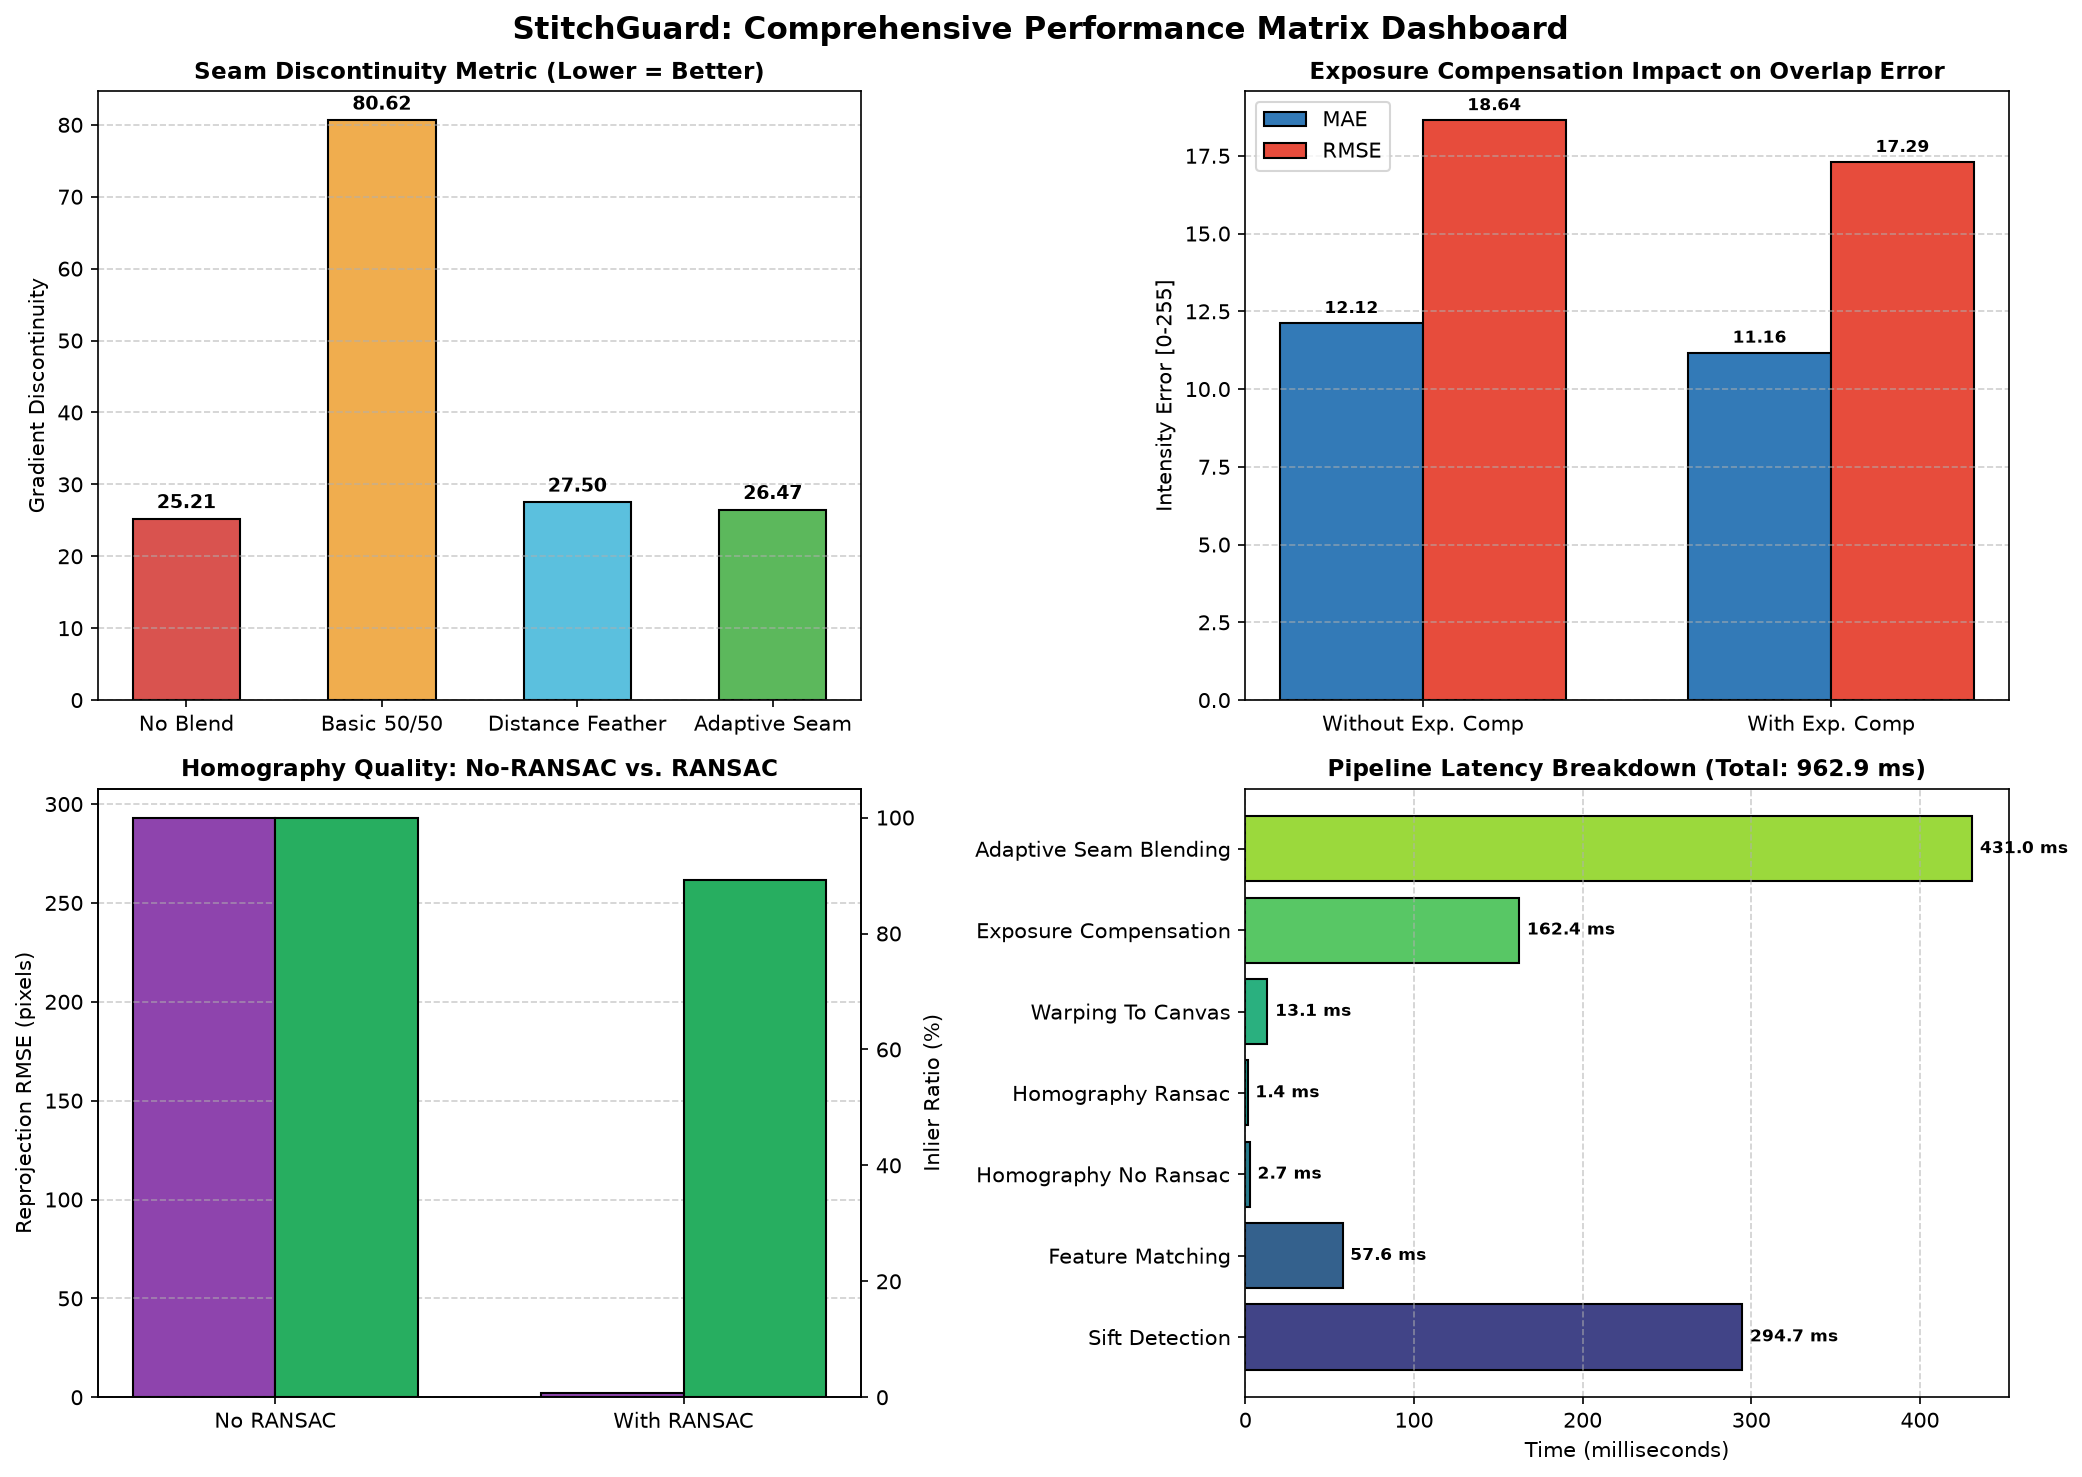 StitchGuard: Comprehensive Performance Matrix Dashboard
Seam Discontinuity Metric (Lower = Better)
Gradient Discontinuity
80
70
60
50
40
30
20
10
0
25.21
80.62
27.50
26.47
No Blend
Basic 50/50
Distance Feather
Adaptive Seam
Exposure Compensation Impact on Overlap Error
MAE
RMSE
Intensity Error [0-255]
17.5
15.0
12.5
10.0
7.5
5.0
2.5
0.0
12.12
18.64
11.16
17.29
Without Exp. Comp
With Exp. Comp
Homography Quality: No-RANSAC vs. RANSAC
Reprojection RMSE (pixels)
300
250
200
150
100
50
0
100
80
60
40
20
0
Inlier Ratio (%)
No RANSAC
With RANSAC
Pipeline Latency Breakdown (Total: 962.9 ms)
Adaptive Seam Blending
431.0 ms
Exposure Compensation
162.4 ms
Warping To Canvas
13.1 ms
Homography Ransac
1.4 ms
Homography No Ransac
2.7 ms
Feature Matching
57.6 ms
Sift Detection
294.7 ms
0
100
200
300
400
Time (milliseconds)